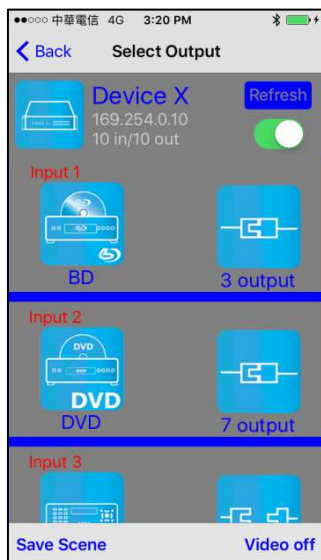 中華電信 4G 3:20 PM
Back Select Output
Device X Refresh
169.254.0.10
10 in/10 out
Input 1
BD 3 output
Input 2
DVD
DVD
DVD 7 output
Input 3
Save Scene Video off